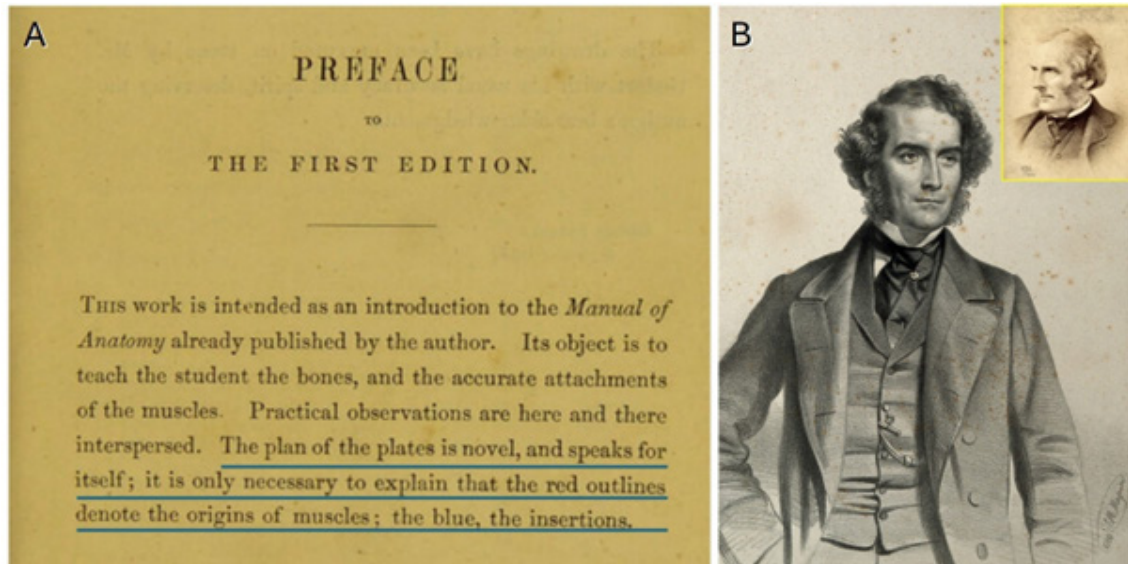 A
PREFACE
TO
THE FIRST EDITION.
THIS work is intended as an introduction to the Manual of
Anatomy already published by the author. Its object is to
teach the student the bones, and the accurate attachments
of the muscles. Practical observations are here and there
interspersed. The plan of the plates is novel, and speaks for
itself; it is only necessary to explain that the red outlines
denote the origins of muscles; the blue, the insertions.
B